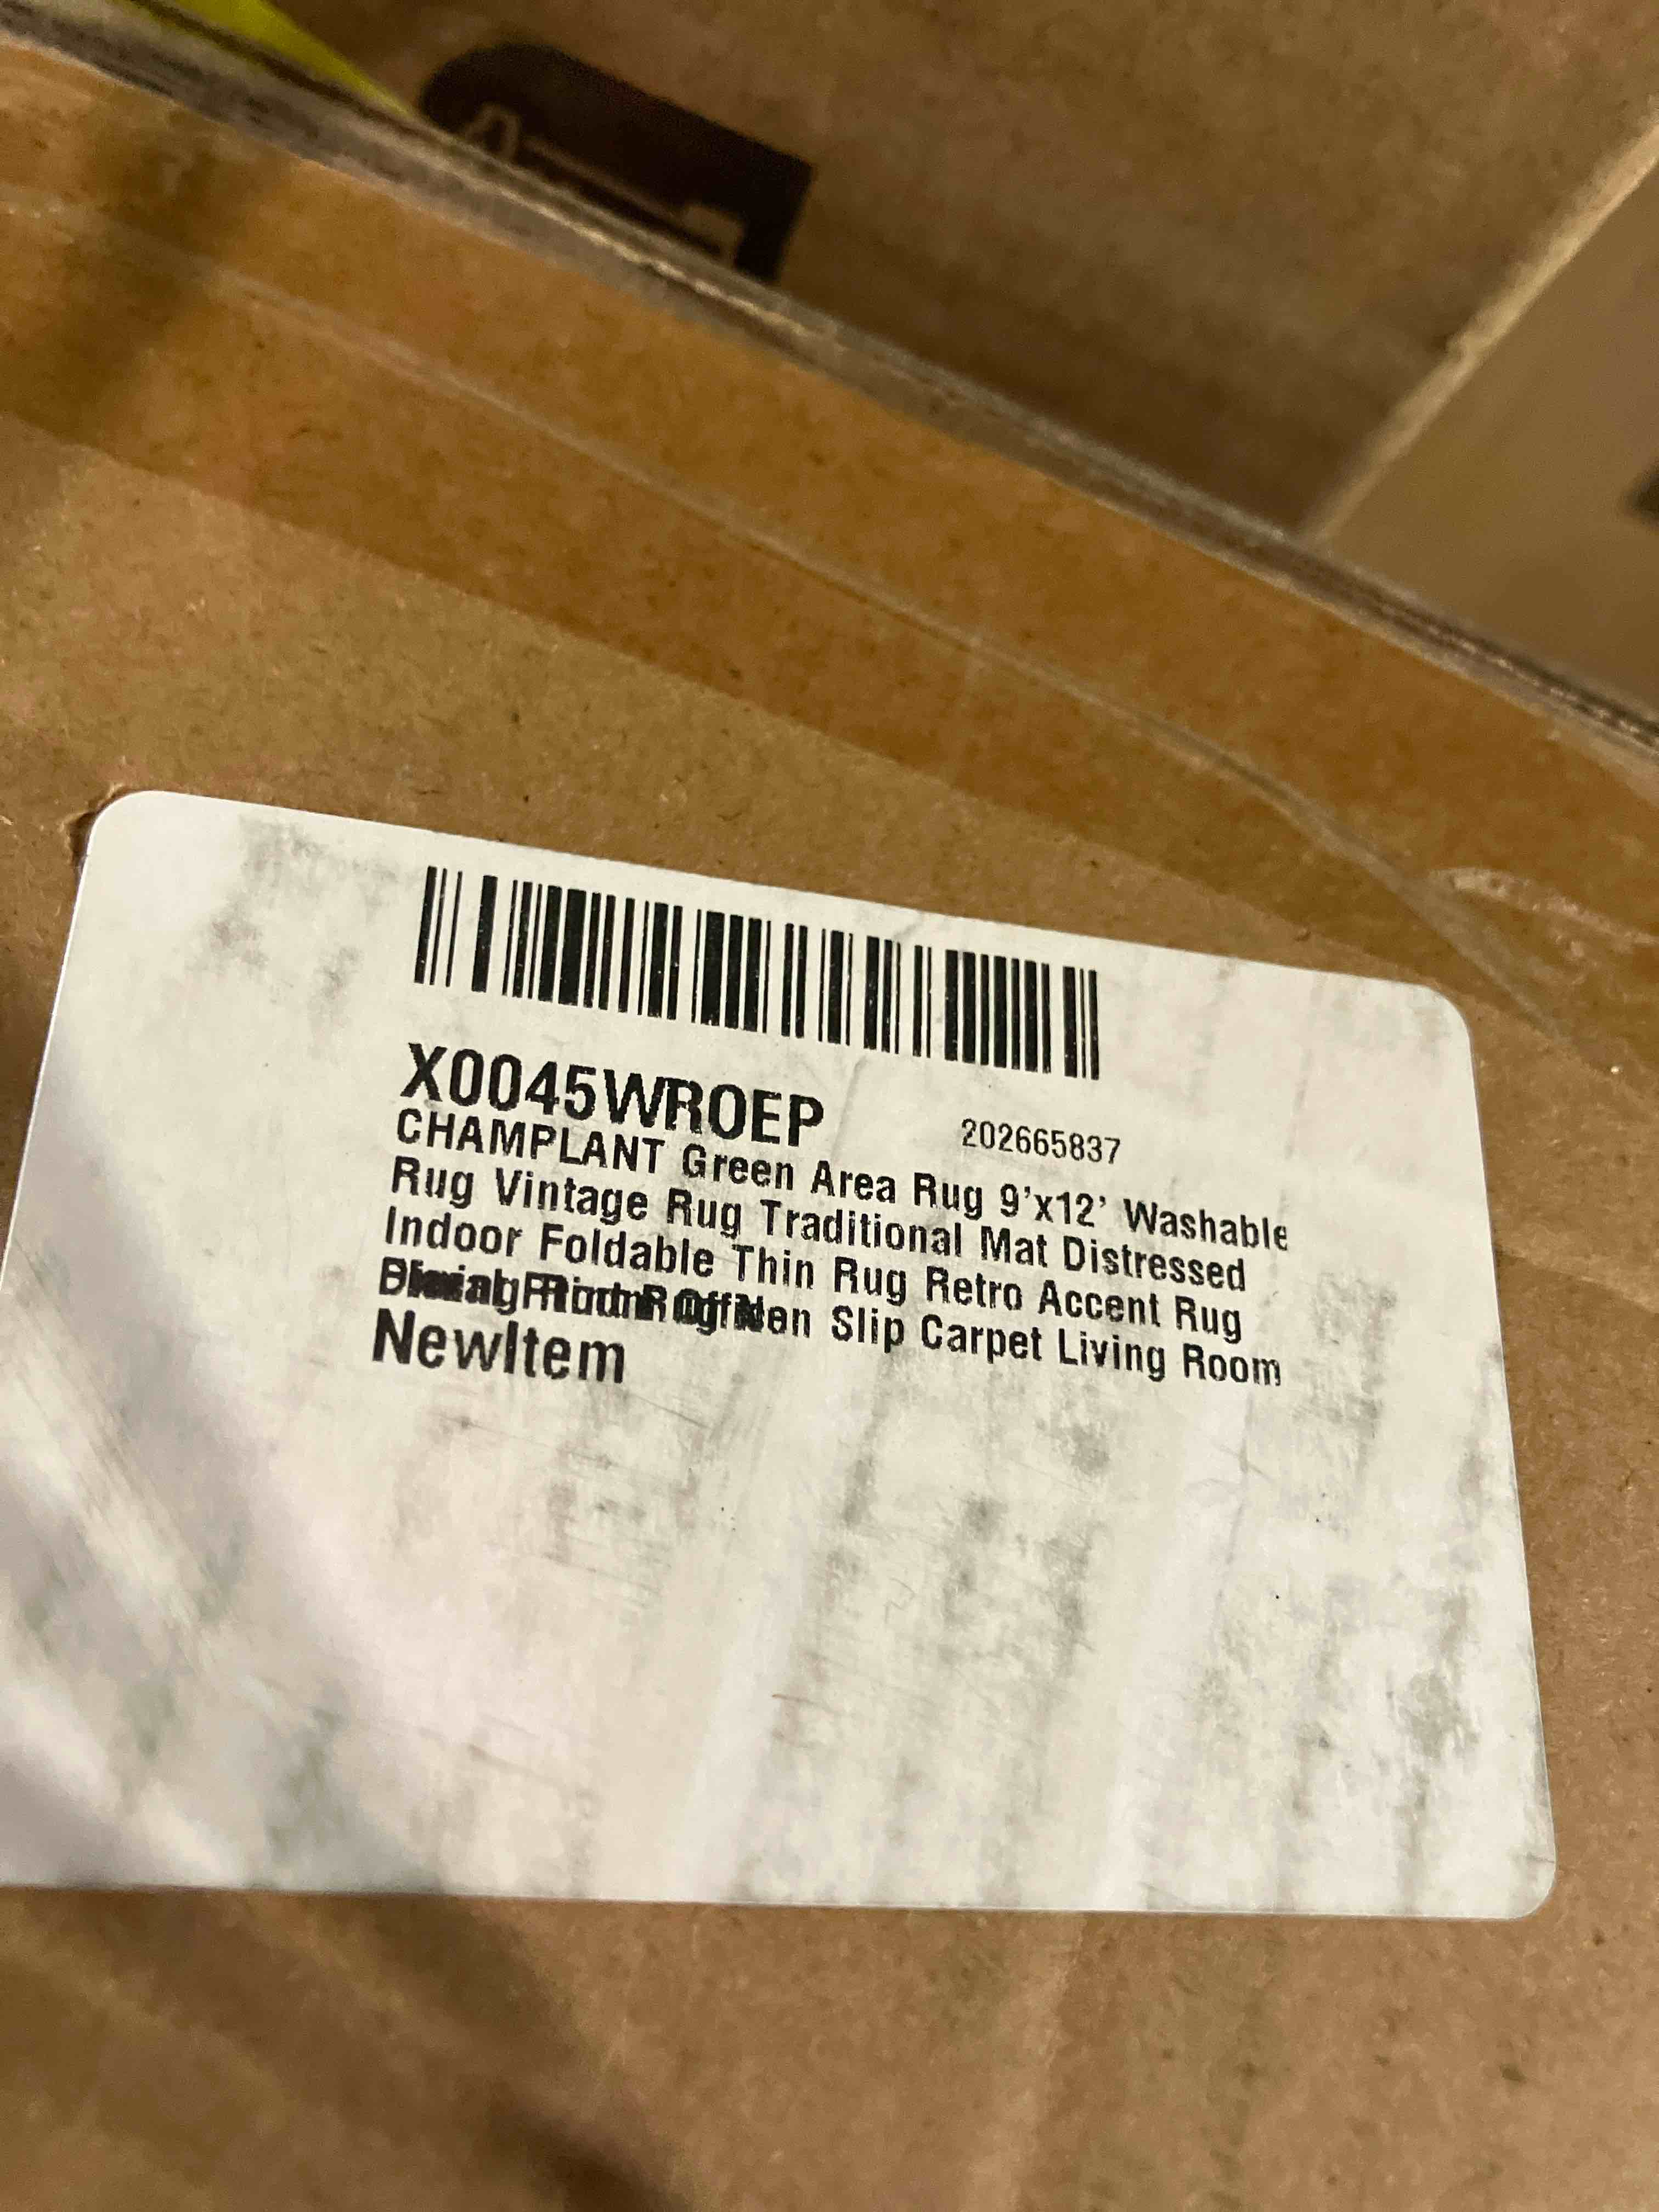 X0045WROEP
202665837
CHAMPLANT Green Area Rug 9'x12' Washable
Rug Vintage Rug Traditional Mat Distressed
Indoor Foldable Thin Rug Retro Accent Rug
Slip Carpet Living Room
NewItem